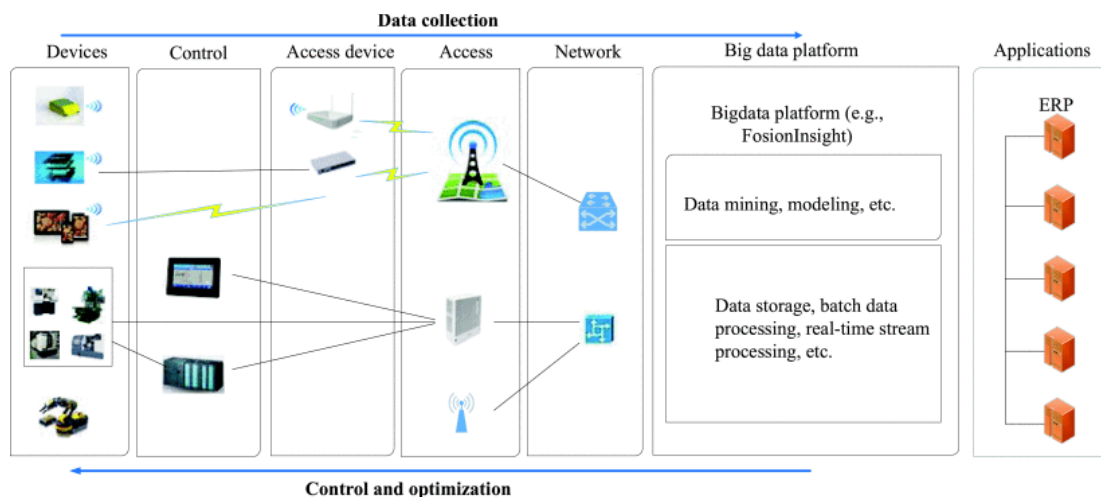 Data collection
Devices
Control
Access device
Access
Network
Big data platform
Applications
Bigdata platform (e.g.,
FosionInsight)
Data mining, modeling, etc.
Data storage, batch data
processing, real-time stream
processing, etc.
ERP
Control and optimization